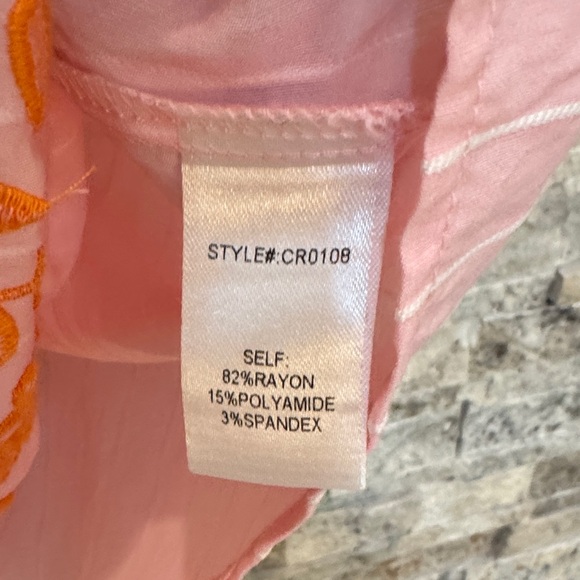 STYLE#:CR0108
SELF:
82%RAYON
15%POLYAMIDE
3%SPANDEX